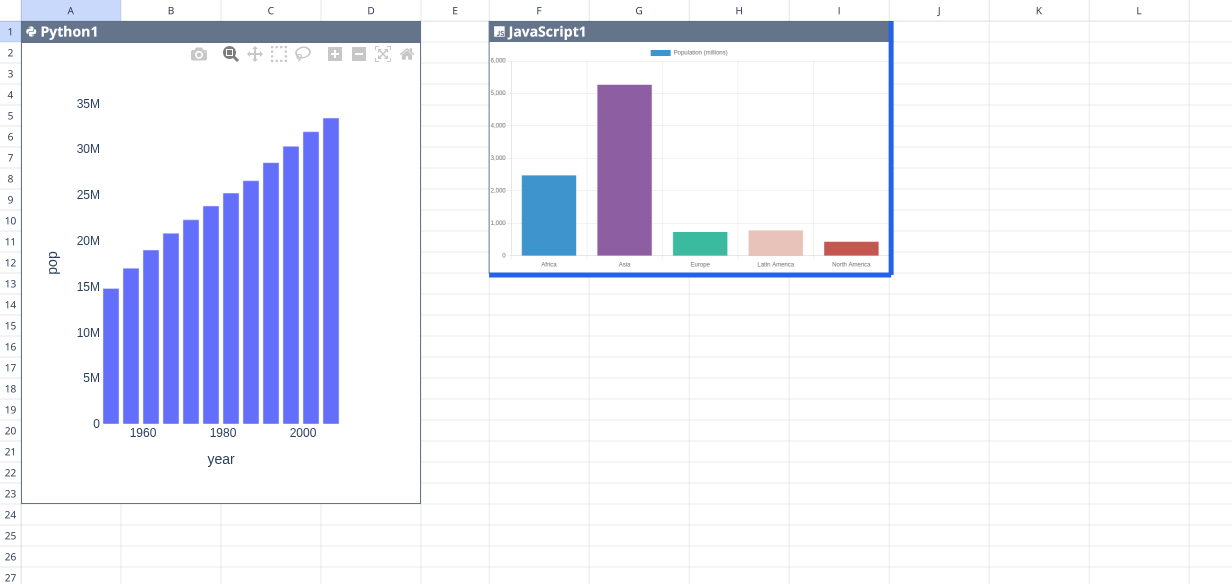 A B C D E F G H I J K L
1 Python1 JS JavaScript1
2
3
4
5
6
7
8
9
10
11
12
13
14
15
16
17
18
19
20
21
22
23
24
25
26
27
35M
30M
25M
20M
15M
10M
5M
0
pop
1960 1980 2000
year
Population (millions)
6,000
5,000
4,000
3,000
2,000
1,000
0
Africa Asia Europe Latin America North America